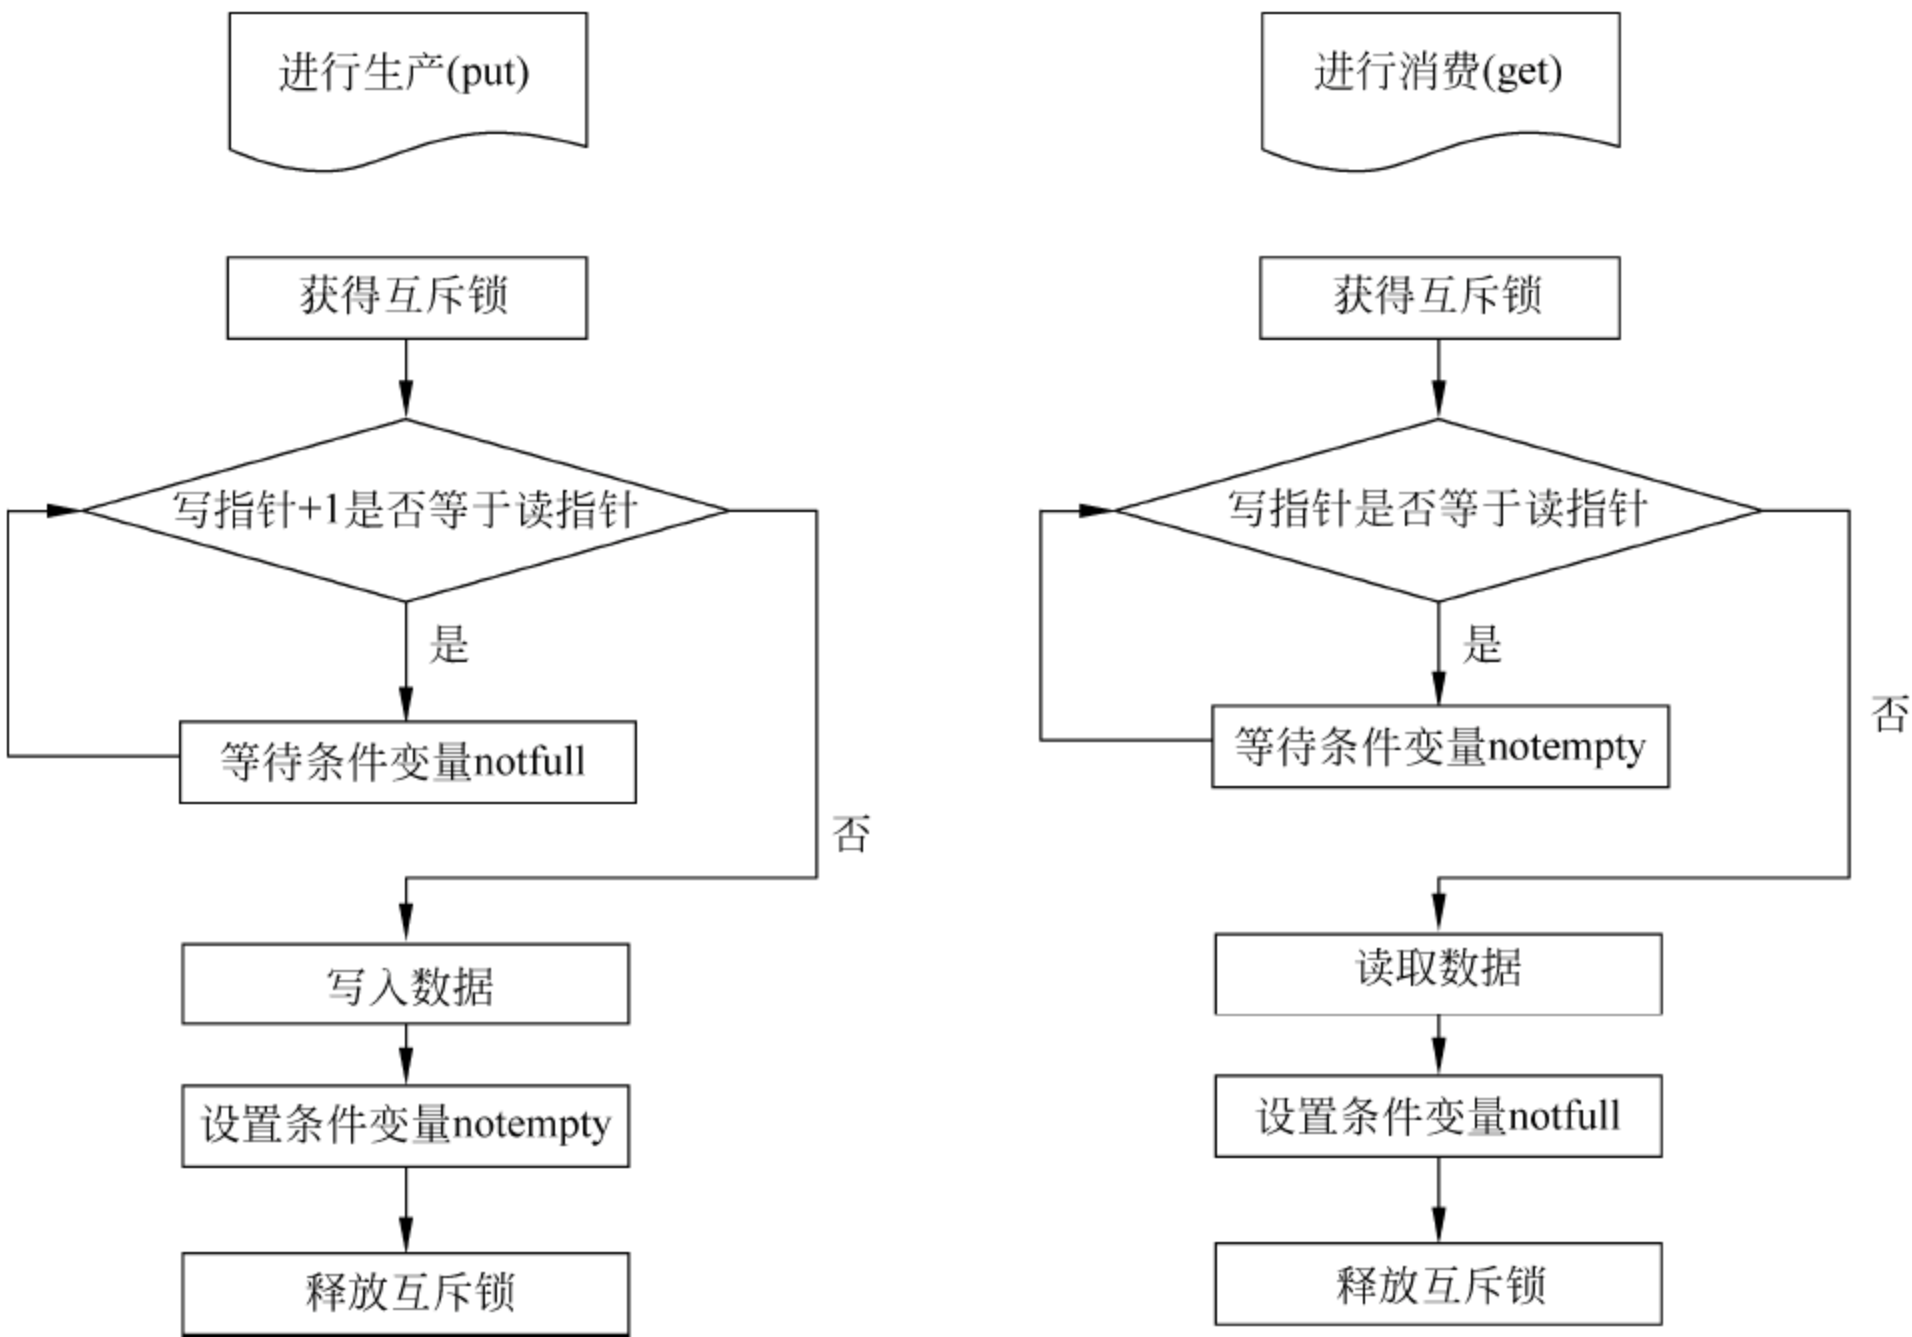 进行生产(put)
获得互斥锁
写指针+1是否等于读指针
是
等待条件变量notfull
否
写入数据
设置条件变量notempty
释放互斥锁
进行消费(get)
获得互斥锁
写指针是否等于读指针
是
等待条件变量notempty
否
读取数据
设置条件变量notfull
释放互斥锁